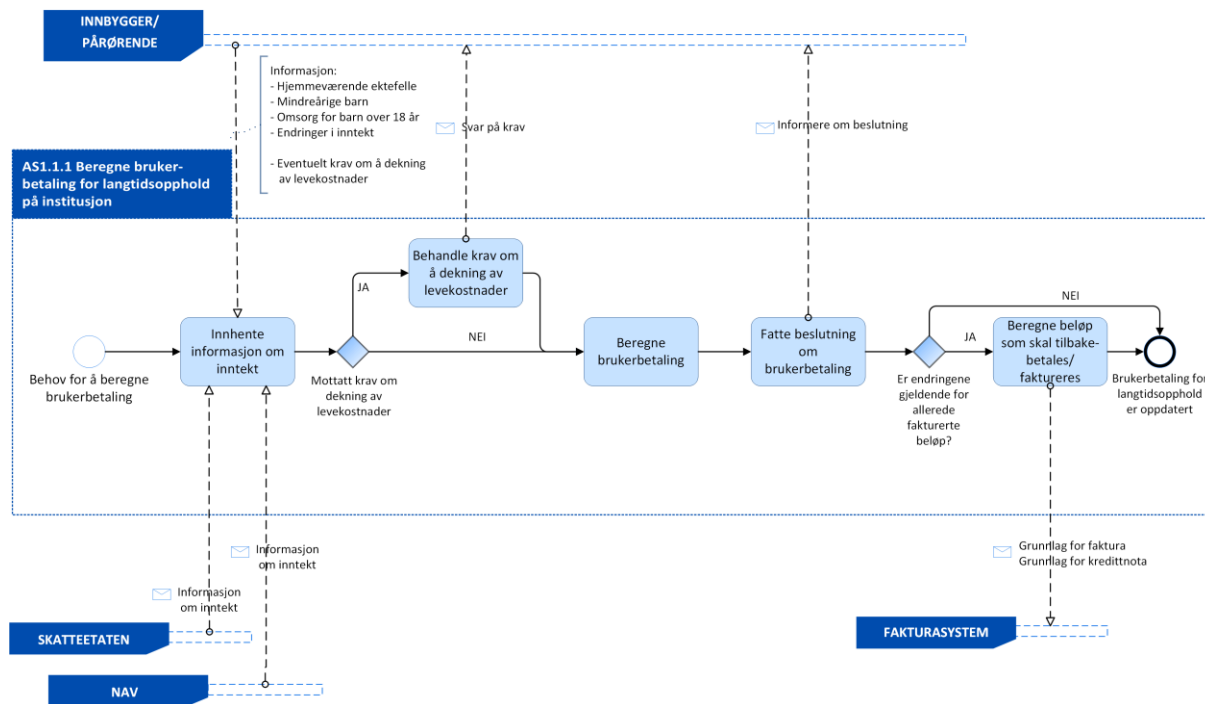 INNBYGGER/
PÅRØRENDE
Informasjon:
- Hjemmeværende ektefelle
- Mindreårige barn
- Omsorg for barn over 18 år
- Endringer i inntekt
- Eventuelt krav om å dekning
av levekostnader
Svar på krav
Informere om beslutning
AS1.1.1 Beregne bruker-
betaling for langtidsopphold
på institusjon
Behandle krav om
å dekning av
levekostnader
JA
NEI
NEI
JA
Innhente
informasjon om
inntekt
Beregne
brukerbetaling
Fatte beslutning
om
brukerbetaling
Beregne beløp
som skal tilbake-
betales/
faktureres
Behov for å beregne
brukerbetaling
Mottatt krav om
dekning av
levekostnader
Er endringene
gjeldende for
allerede
fakturerte
beløp?
Brukerbetaling for
langtidsopphold
er oppdatert
Informasjon
om inntekt
Grunnlag for faktura
Grunnlag for kredittnota
Informasjon
om inntekt
SKATTEETATEN
FAKTURASYSTEM
NAV